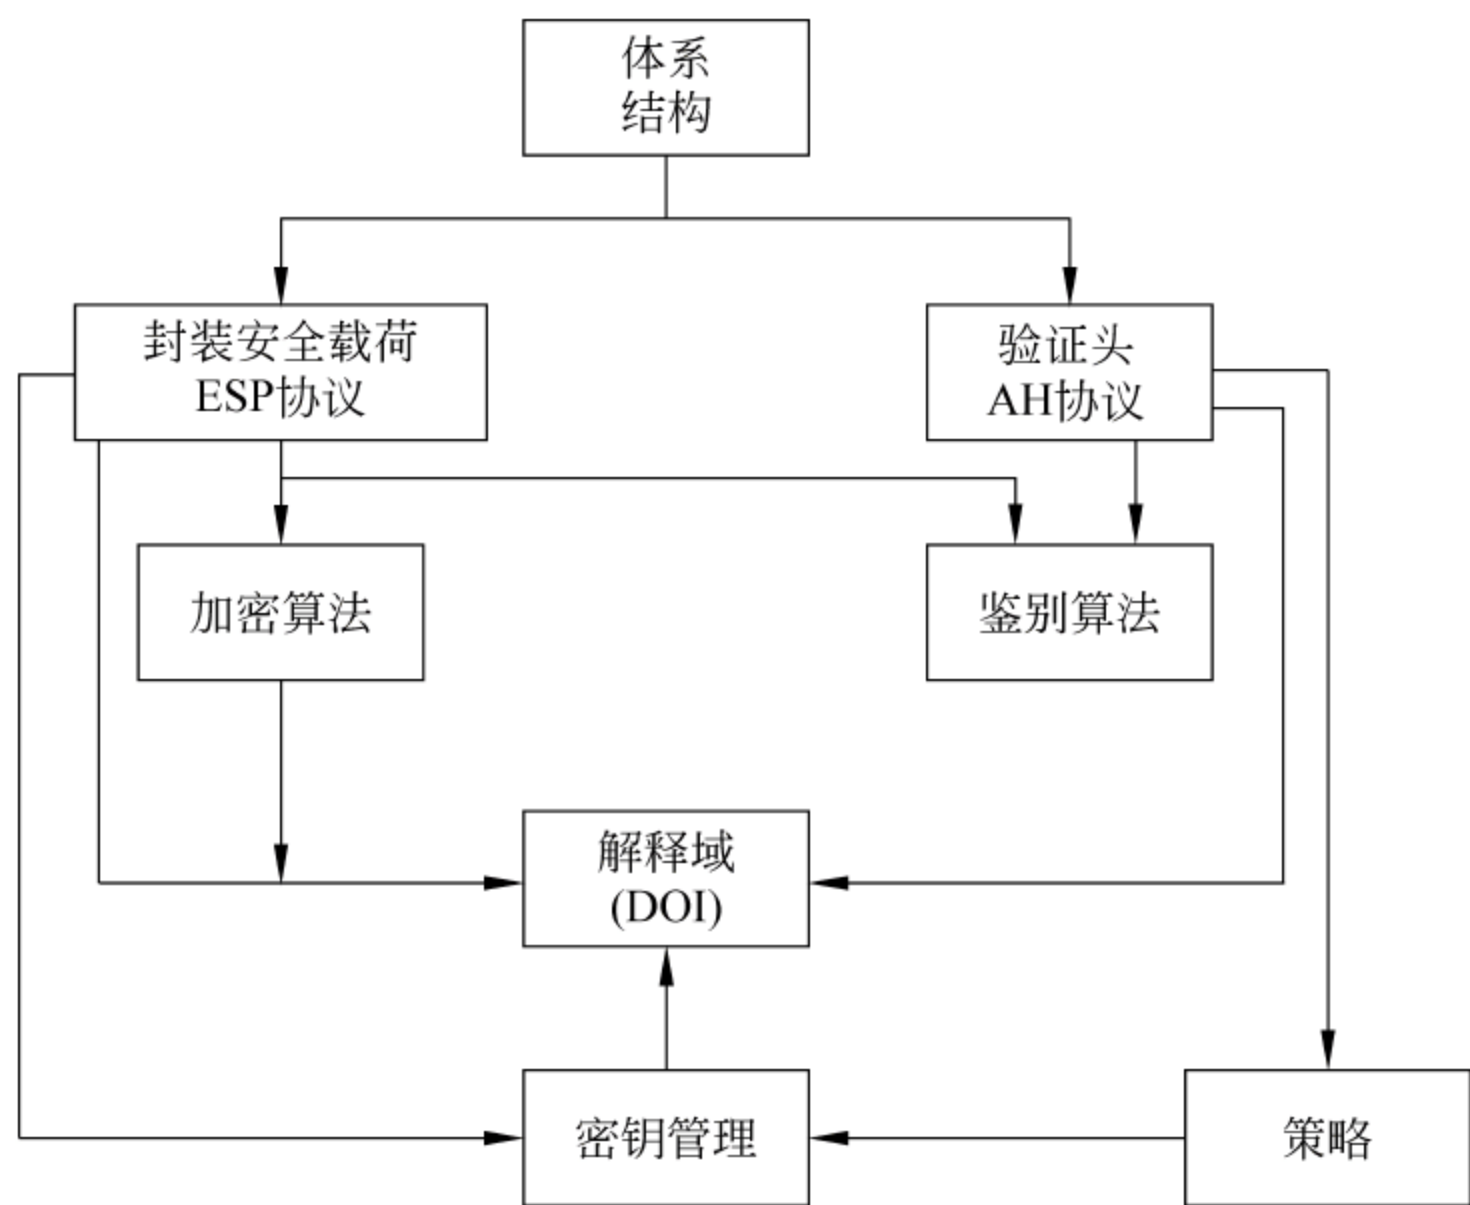 体系
结构
封装安全载荷
ESP协议
验证头
AH协议
加密算法
鉴别算法
解释域
(DOI)
密钥管理
策略